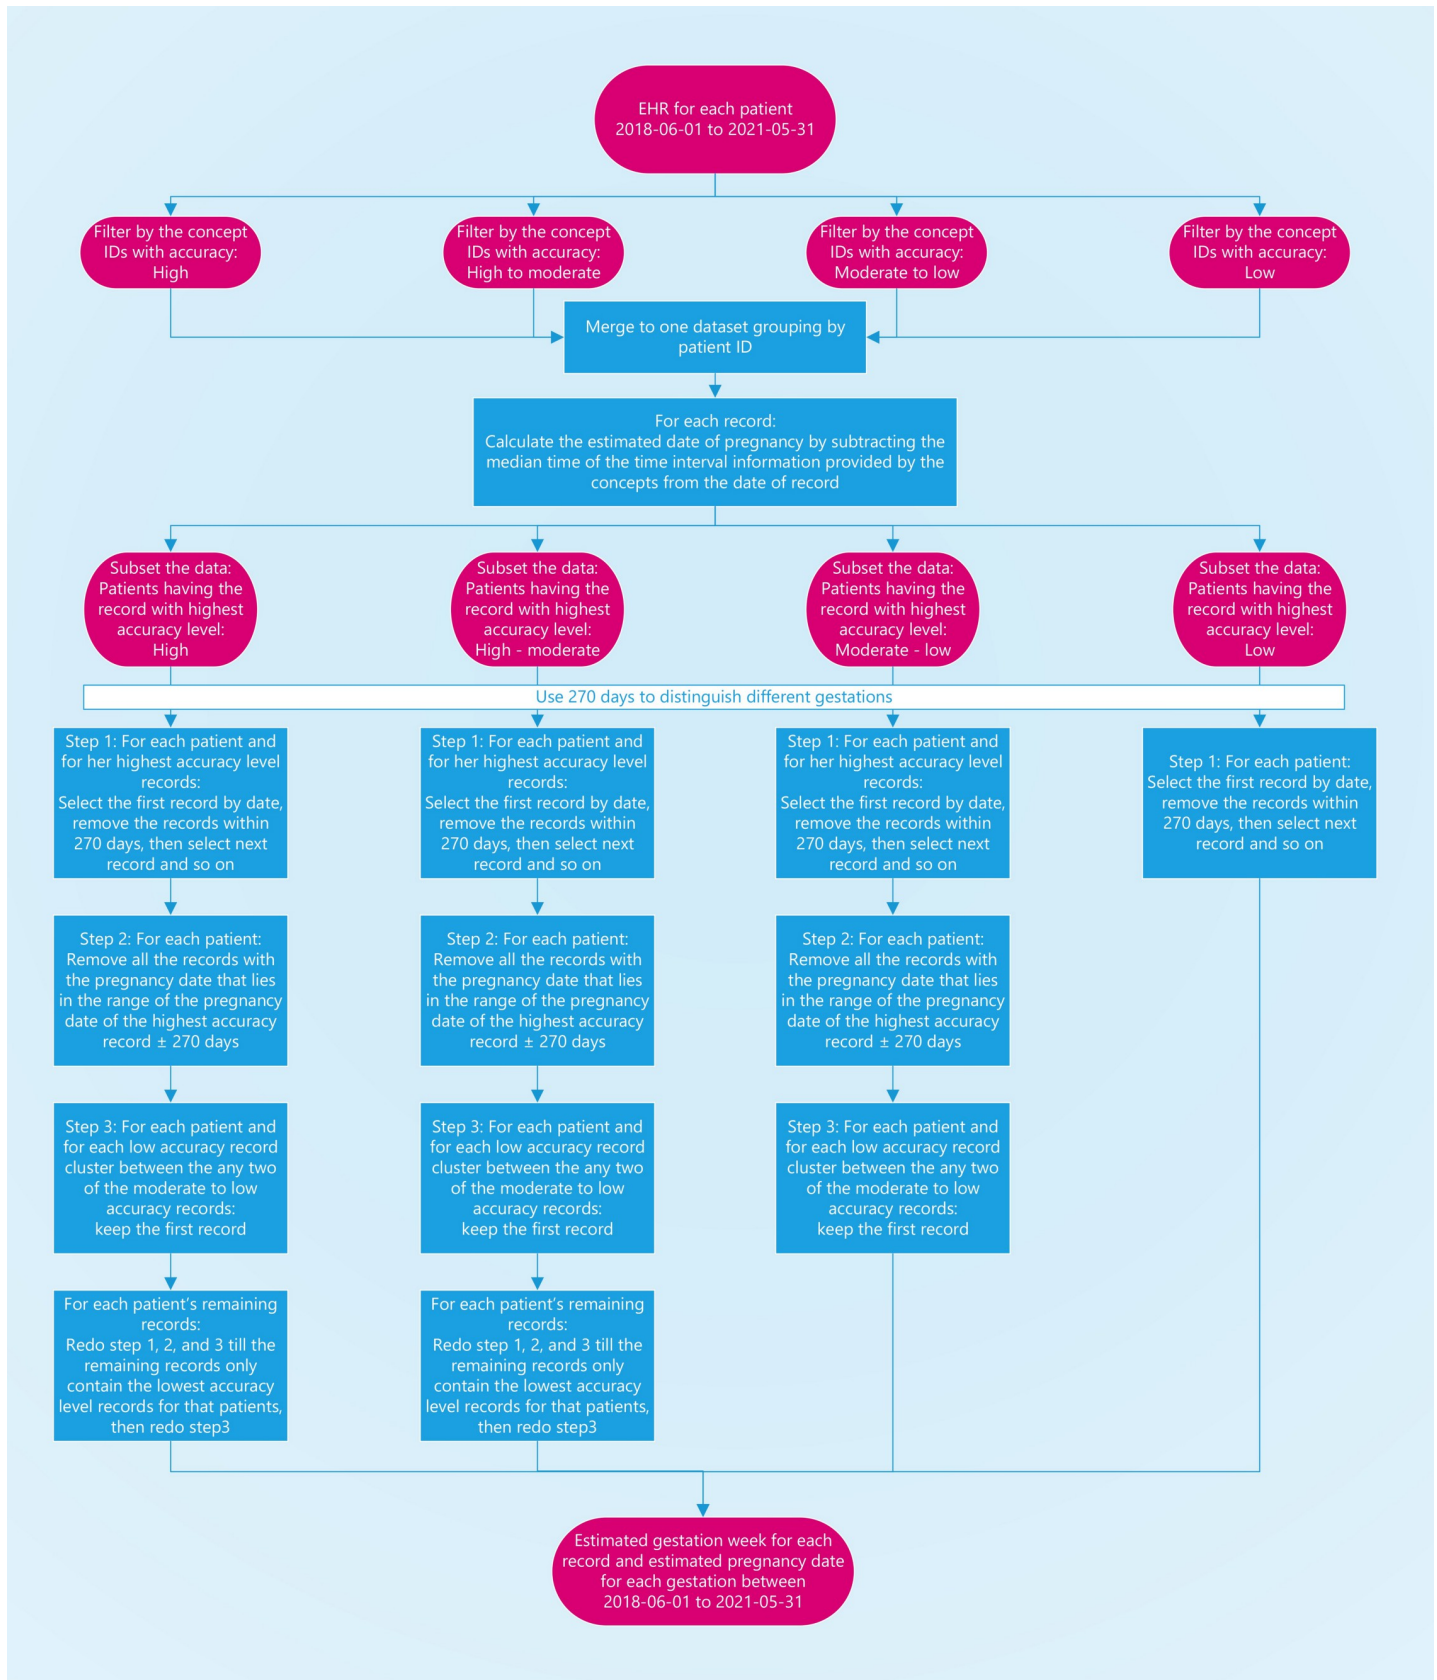 EHR for each patient
2018-06-01 to 2021-05-31
Filter by the concept
IDs with accuracy:
High
Filter by the concept
IDs with accuracy:
High to moderate
Filter by the concept
IDs with accuracy:
Moderate to low
Filter by the concept
IDs with accuracy:
Low
Merge to one dataset grouping by
patient ID
For each record:
Calculate the estimated date of pregnancy by subtracting the
median time of the time interval information provided by the
concepts from the date of record
Subset the data:
Patients having the
record with highest
accuracy level:
High
Subset the data:
Patients having the
record with highest
accuracy level:
High - moderate
Subset the data:
Patients having the
record with highest
accuracy level:
Moderate - low
Subset the data:
Patients having the
record with highest
accuracy level:
Low
Use 270 days to distinguish different gestations
Step 1: For each patient and
for her highest accuracy level
records:
Select the first record by date,
remove the records within
270 days, then select next
record and so on
Step 1: For each patient and
for her highest accuracy level
records:
Select the first record by date,
remove the records within
270 days, then select next
record and so on
Step 1: For each patient and
for her highest accuracy level
records:
Select the first record by date,
remove the records within
270 days, then select next
record and so on
Step 1: For each patient:
Select the first record by date,
remove the records within
270 days, then select next
record and so on
Step 2: For each patient:
Remove all the records with
the pregnancy date that lies
in the range of the pregnancy
date of the highest accuracy
record ± 270 days
Step 2: For each patient:
Remove all the records with
the pregnancy date that lies
in the range of the pregnancy
date of the highest accuracy
record ± 270 days
Step 2: For each patient:
Remove all the records with
the pregnancy date that lies
in the range of the pregnancy
date of the highest accuracy
record ± 270 days
Step 3: For each patient and
for each low accuracy record
cluster between the any two
of the moderate to low
accuracy records:
keep the first record
Step 3: For each patient and
for each low accuracy record
cluster between the any two
of the moderate to low
accuracy records:
keep the first record
Step 3: For each patient and
for each low accuracy record
cluster between the any two
of the moderate to low
accuracy records:
keep the first record
For each patient’s remaining
records:
Redo step 1, 2, and 3 till the
remaining records only
contain the lowest accuracy
level records for that patients,
then redo step3
For each patient’s remaining
records:
Redo step 1, 2, and 3 till the
remaining records only
contain the lowest accuracy
level records for that patients,
then redo step3
Estimated gestation week for each
record and estimated pregnancy date
for each gestation between
2018-06-01 to 2021-05-31